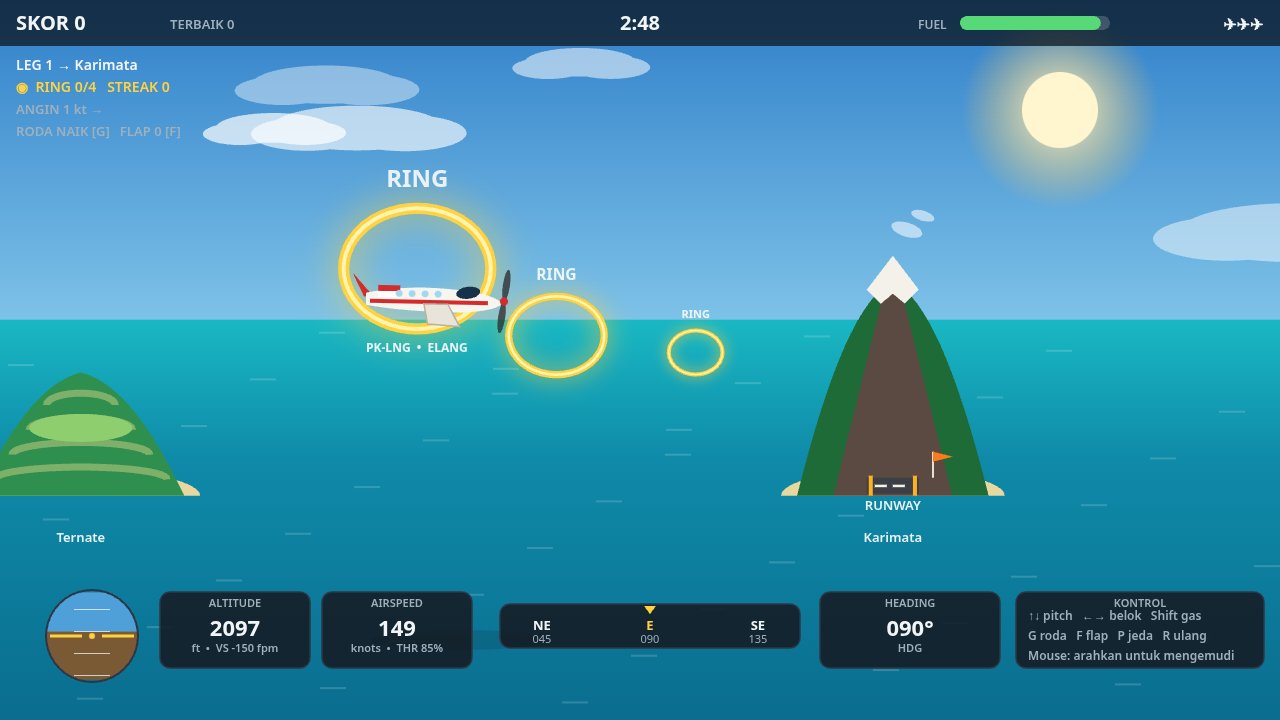 SKOR 0
TERBAIK 0
2:48
FUEL
✈✈✈
LEG 1 → Karimata
◉ RING 0/4 STREAK 0
ANGIN 1 kt →
RODA NAIK [G] FLAP 0 [F]
RING
RING
RING
PK-LNG • ELANG
RUNWAY
Ternate
Karimata
ALTITUDE
2097
ft • VS -150 fpm
AIRSPEED
149
knots • THR 85%
NE E SE
045 090 135
HEADING
090°
HDG
KONTROL
↑↓ pitch ←→ belok Shift gas
G roda F flap P jeda R ulang
Mouse: arahkan untuk mengemudi